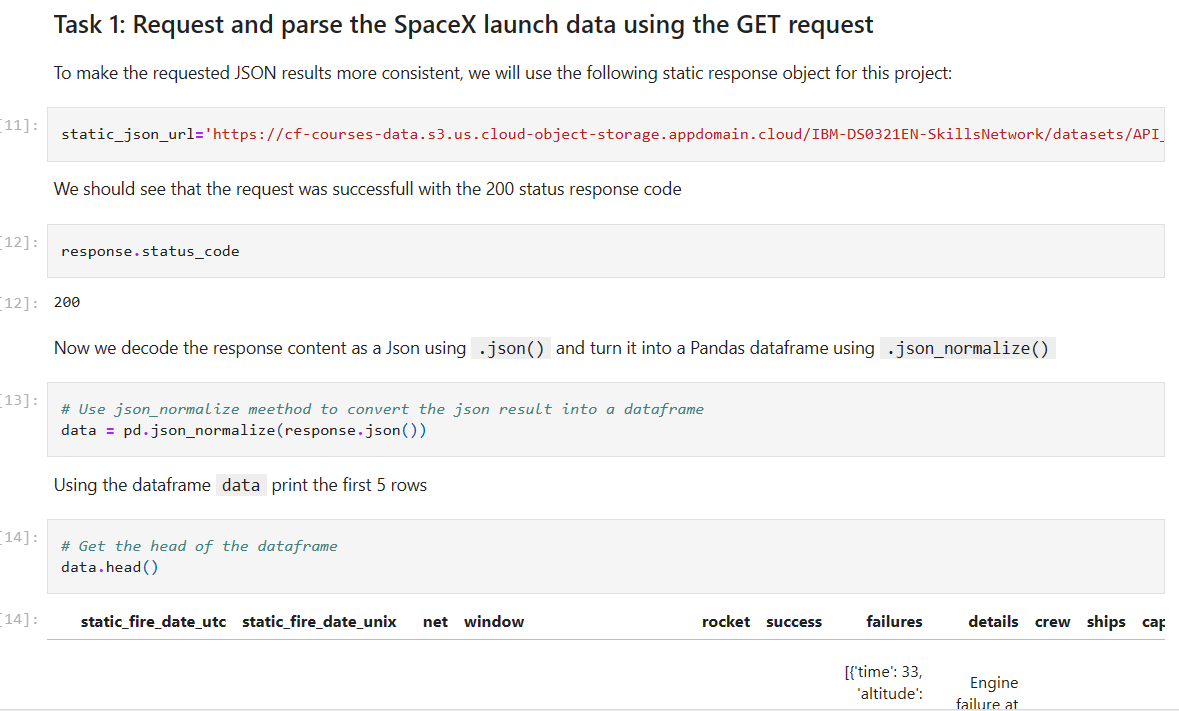 Task 1: Request and parse the SpaceX launch data using the GET request
To make the requested JSON results more consistent, we will use the following static response object for this project:
[11]: static_json_url='https://cf-courses-data.s3.us.cloud-object-storage.appdomain.cloud/IBM-DS0321EN-SkillsNetwork/datasets/API_
We should see that the request was successfull with the 200 status response code
[12]: response.status_code
[12]: 200
Now we decode the response content as a Json using .json() and turn it into a Pandas dataframe using .json_normalize()
[13]: # Use json_normalize meethod to convert the json result into a dataframe
data = pd.json_normalize(response.json())
Using the dataframe data print the first 5 rows
[14]: # Get the head of the dataframe
data.head()
[14]: static_fire_date_utc static_fire_date_unix net window rocket success failures details crew ships cap
[{'time': 33,
'altitude':
Engine
failure at